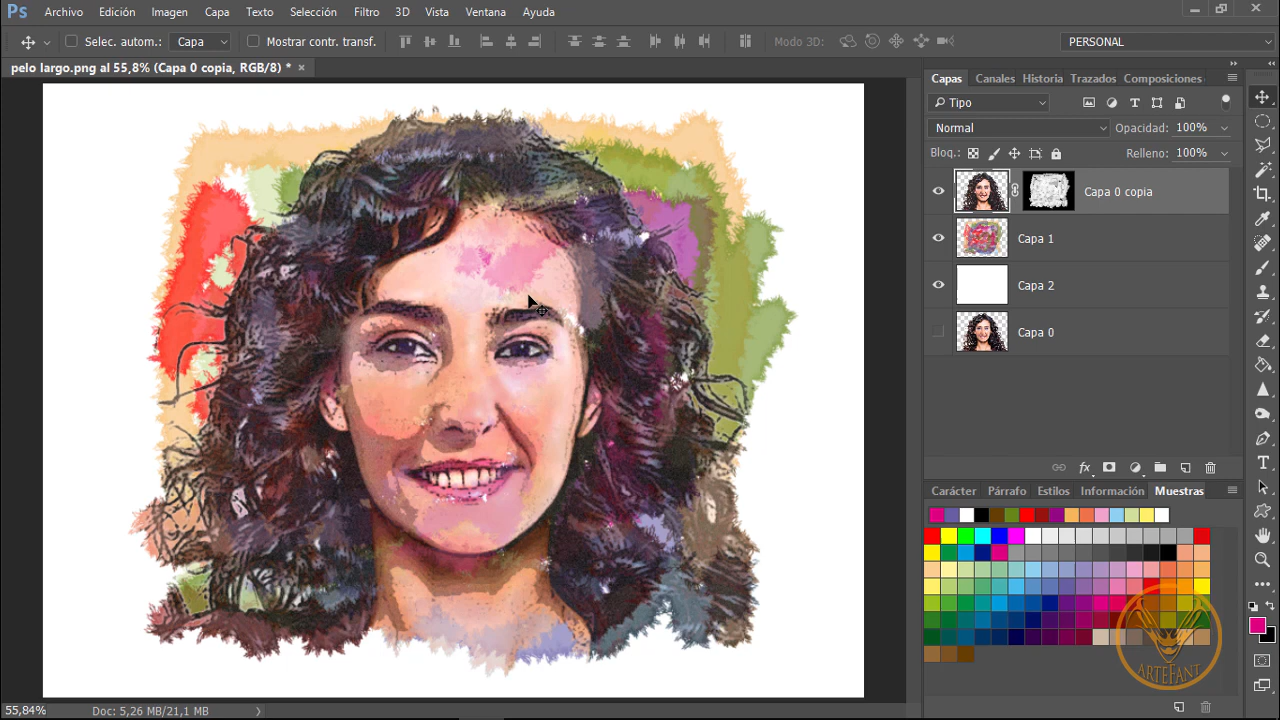 Ps Archivo Edición Imagen Capa Texto Selección Filtro 3D Vista Ventana Ayuda
Selec. autom.: Capa Mostrar contr. transf. Modo 3D: PERSONAL
pelo largo.png al 55,8% (Capa 0 copia, RGB/8) * ×
Capas Canales Historia Trazados Composiciones
Tipo
Normal Opacidad: 100%
Bloq.: Relleno: 100%
Capa 0 copia
Capa 1
Capa 2
Capa 0
fx
Carácter Párrafo Estilos Información Muestras
ARTEFANT
55,84% Doc: 5,26 MB/21,1 MB